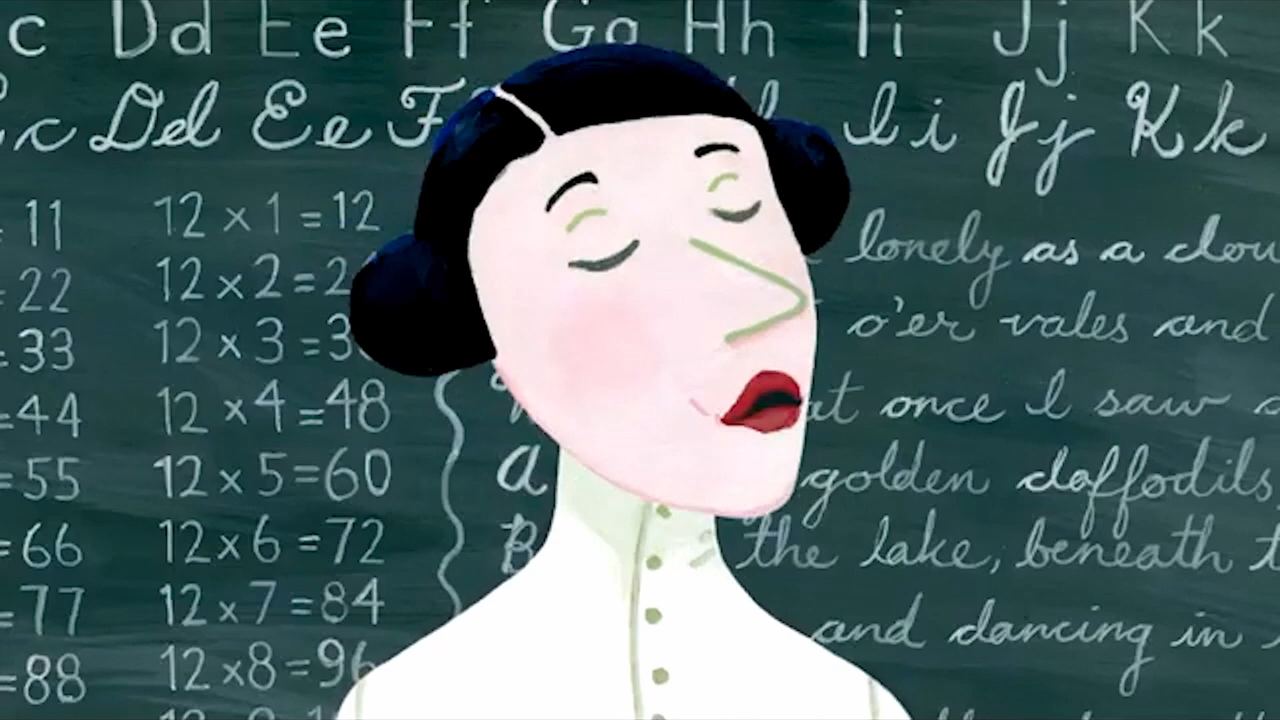 c Dd Ee Ff Gg Hh Ii Jj Kk
c Dd Ee F Ii Jj Kk
= 11 12 × 1 = 12
= 22 12 × 2 = 2 lonely as a clou
= 33 12 × 3 = 3 o'er vales and
= 44 12 × 4 = 48 at once I saw
= 55 12 × 5 = 60 A golden daffodils
= 66 12 × 6 = 72 B the lake, beneath t
= 77 12 × 7 = 84 and dancing in
= 88 12 × 8 = 96